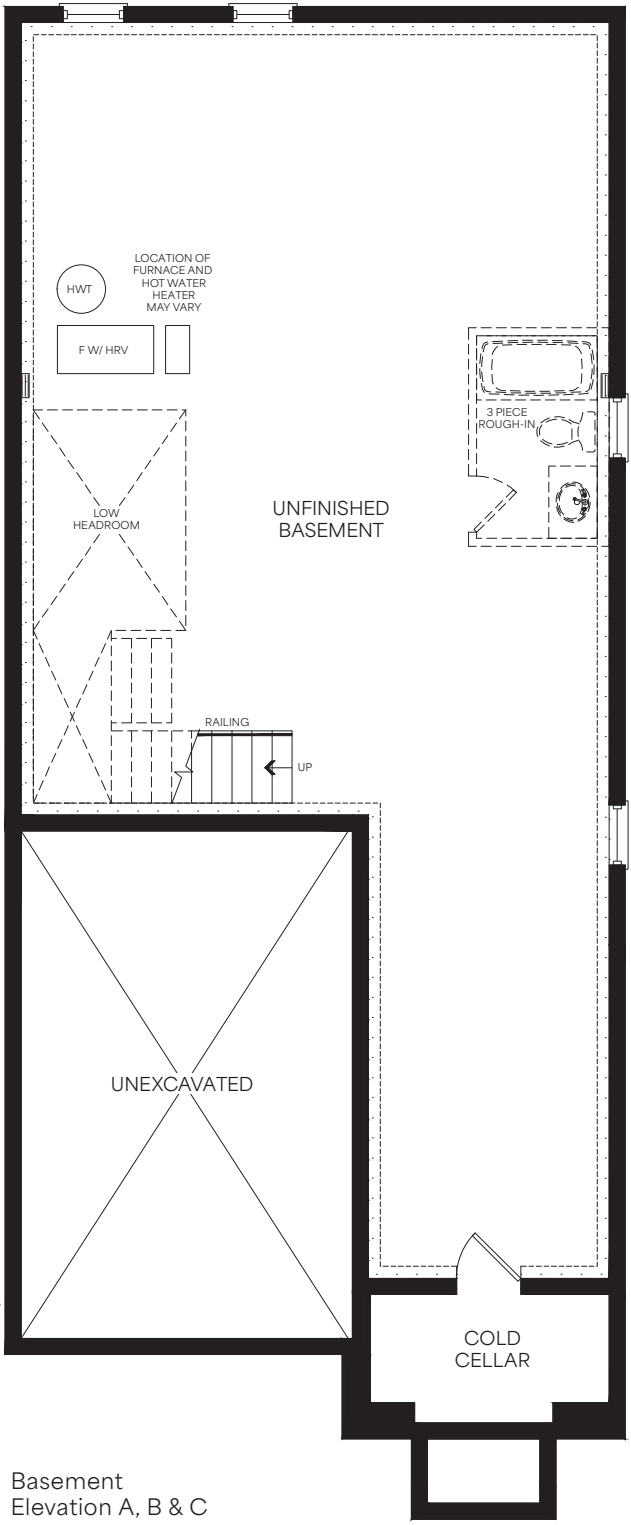 LOCATION OF
FURNACE AND
HOT WATER
HEATER
MAY VARY
HWT
F W/ HRV
3 PIECE
ROUGH-IN
LOW
HEADROOM
UNFINISHED
BASEMENT
RAILING
UP
UNEXCAVATED
COLD
CELLAR
Basement
Elevation A, B & C